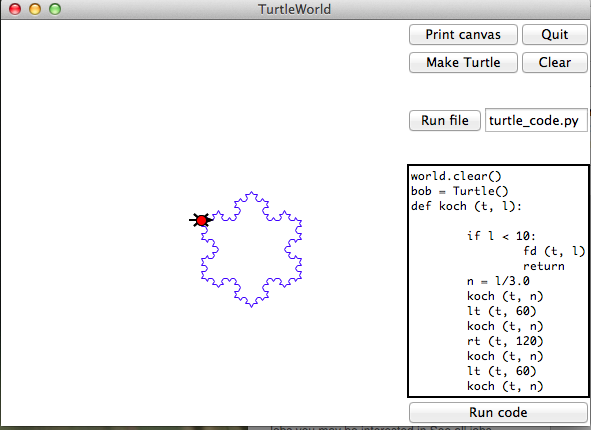 TurtleWorld
Print canvas
Quit
Make Turtle
Clear
Run file
turtle_code.py
world.clear()
bob = Turtle()
def koch (t, l):
if l < 10:
fd (t, l)
return
n = l/3.0
koch (t, n)
lt (t, 60)
koch (t, n)
rt (t, 120)
koch (t, n)
lt (t, 60)
koch (t, n)
Run code